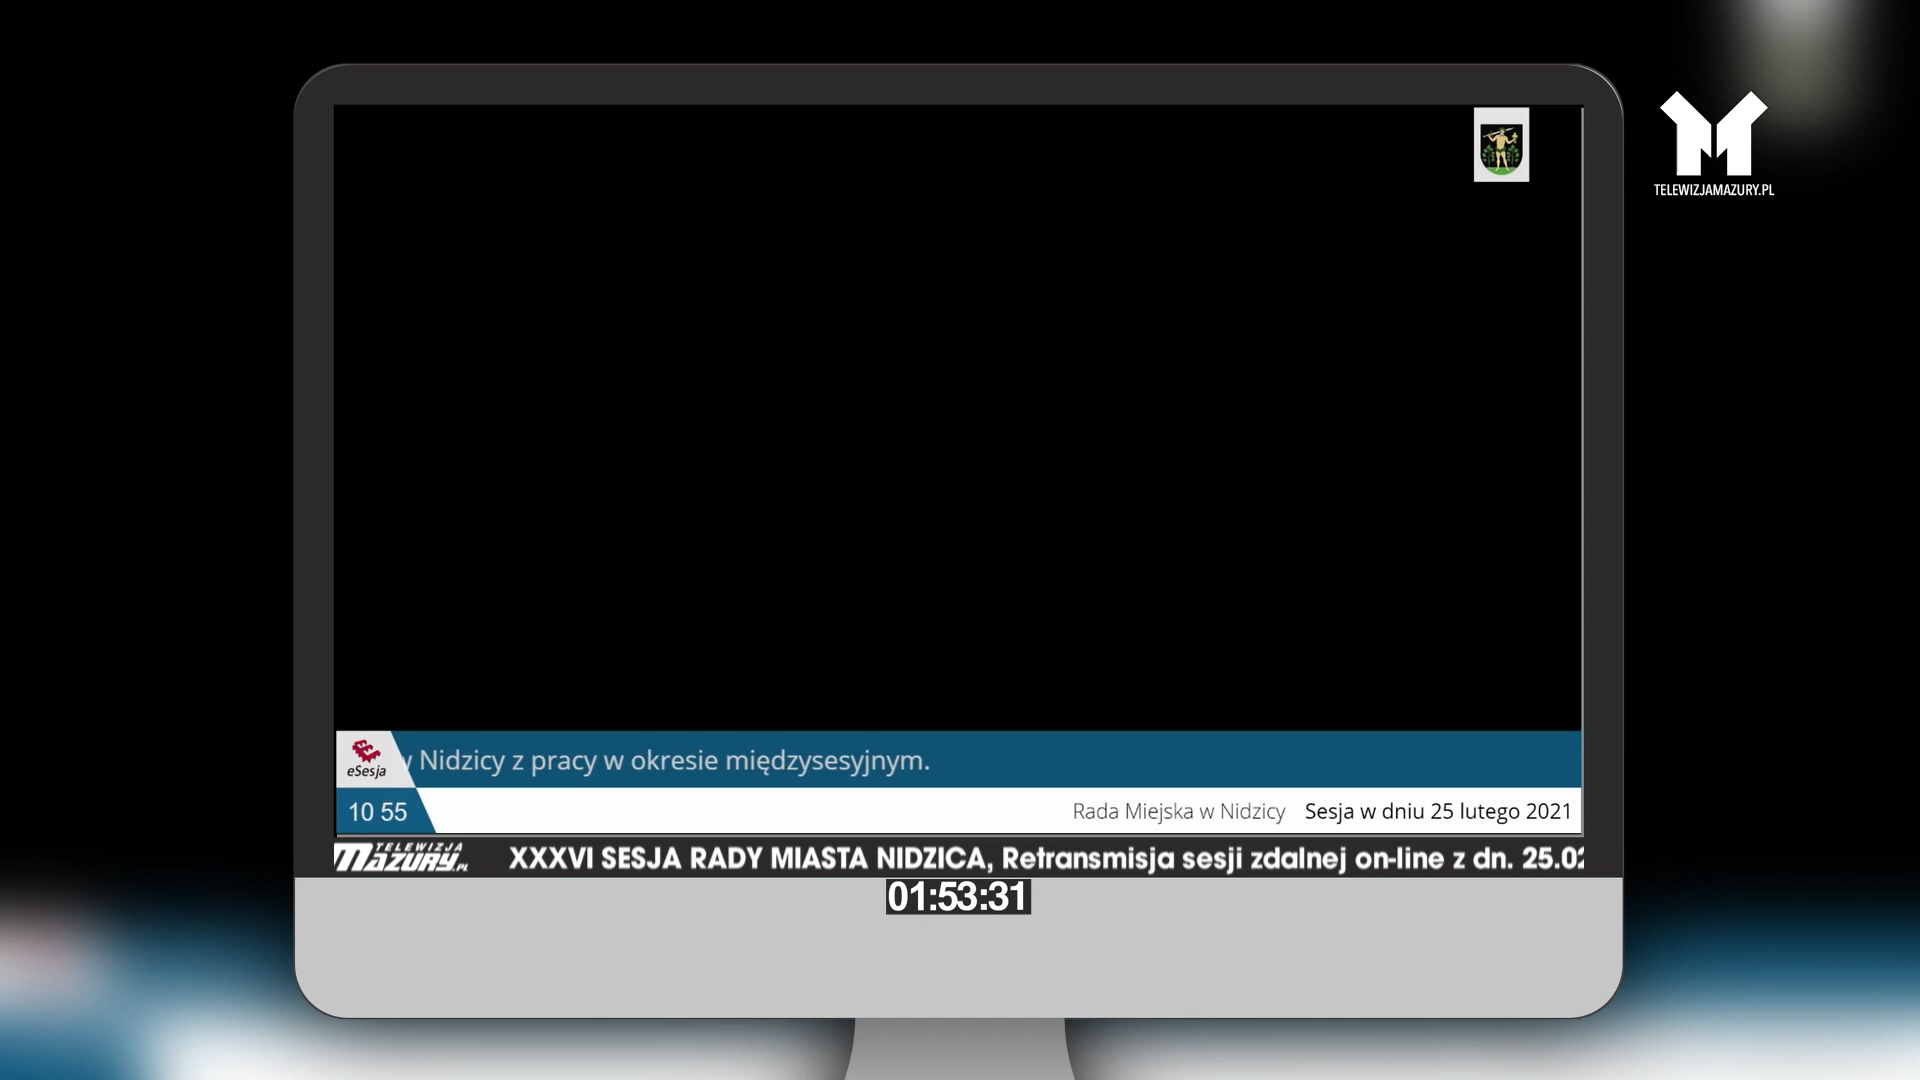 TELEWIZJAMAZURY.PL
eSesja
Nidzicy z pracy w okresie międzysesyjnym.
10 55
Rada Miejska w Nidzicy Sesja w dniu 25 lutego 2021
TELEWIZJA
MAZURY.PL
XXXVI SESJA RADY MIASTA NIDZICA, Retransmisja sesji zdalnej on-line z dn. 25.02
01:53:31